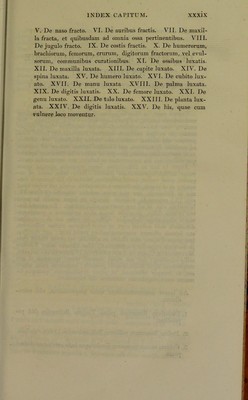 INDEX CAPITUM. xxxix
V. De naso fracto. VI. De auribus fractis. VII. De maxil-
la fracta, et quibusdam ad omnia ossa pertinentibus. VIII.
De jugulo fracto. IX. De costis fractis. X. De humerorum,
brachiorum, femorum, crurum, digitorum fractorum, vel avul-
sorum, communibus curationibus. XI. De ossibus luxatis.
XII. De maxilla luxata. XIII. De capite luxato. XIV. De
spina luxata. XV. De humero luxato. XVI. De cubito lux-
ato. XVII. De manu luxata XVIII. De palma luxata.
XIX. De digitis luxatis. XX. De femore luxato. XXI. De
genu luxato. XXII. De talo luxato. XXIII. De planta lux-
ata. XXIV. De digitis luxatis. XXV. De his, quae cum
vulnere loco moventur.